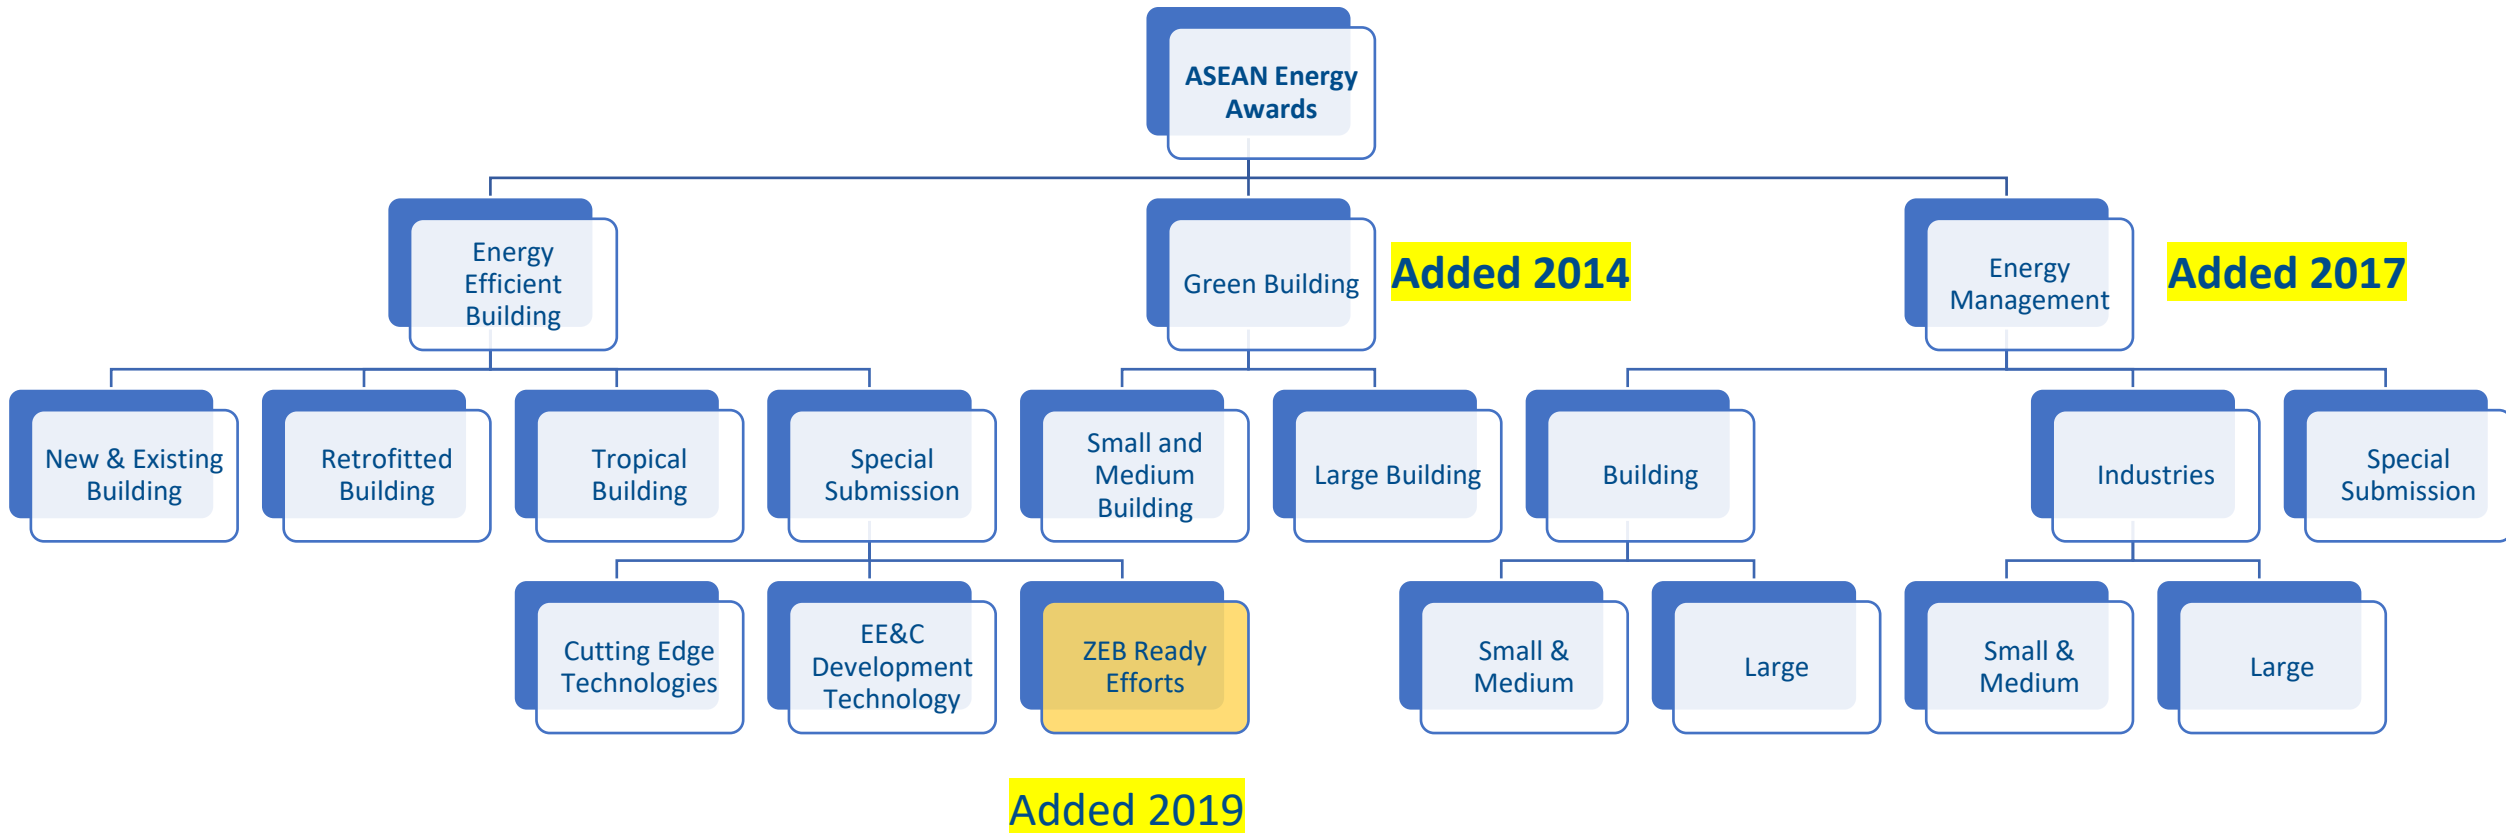 ASEAN Energy
Awards
Energy
Efficient
Building
Green Building
Added 2014
Energy
Management
Added 2017
New & Existing
Building
Retrofitted
Building
Tropical
Building
Special
Submission
Small and
Medium
Building
Large Building
Building
Industries
Special
Submission
Cutting Edge
Technologies
EE&C
Development
Technology
ZEB Ready
Efforts
Small &
Medium
Large
Small &
Medium
Large
Added 2019